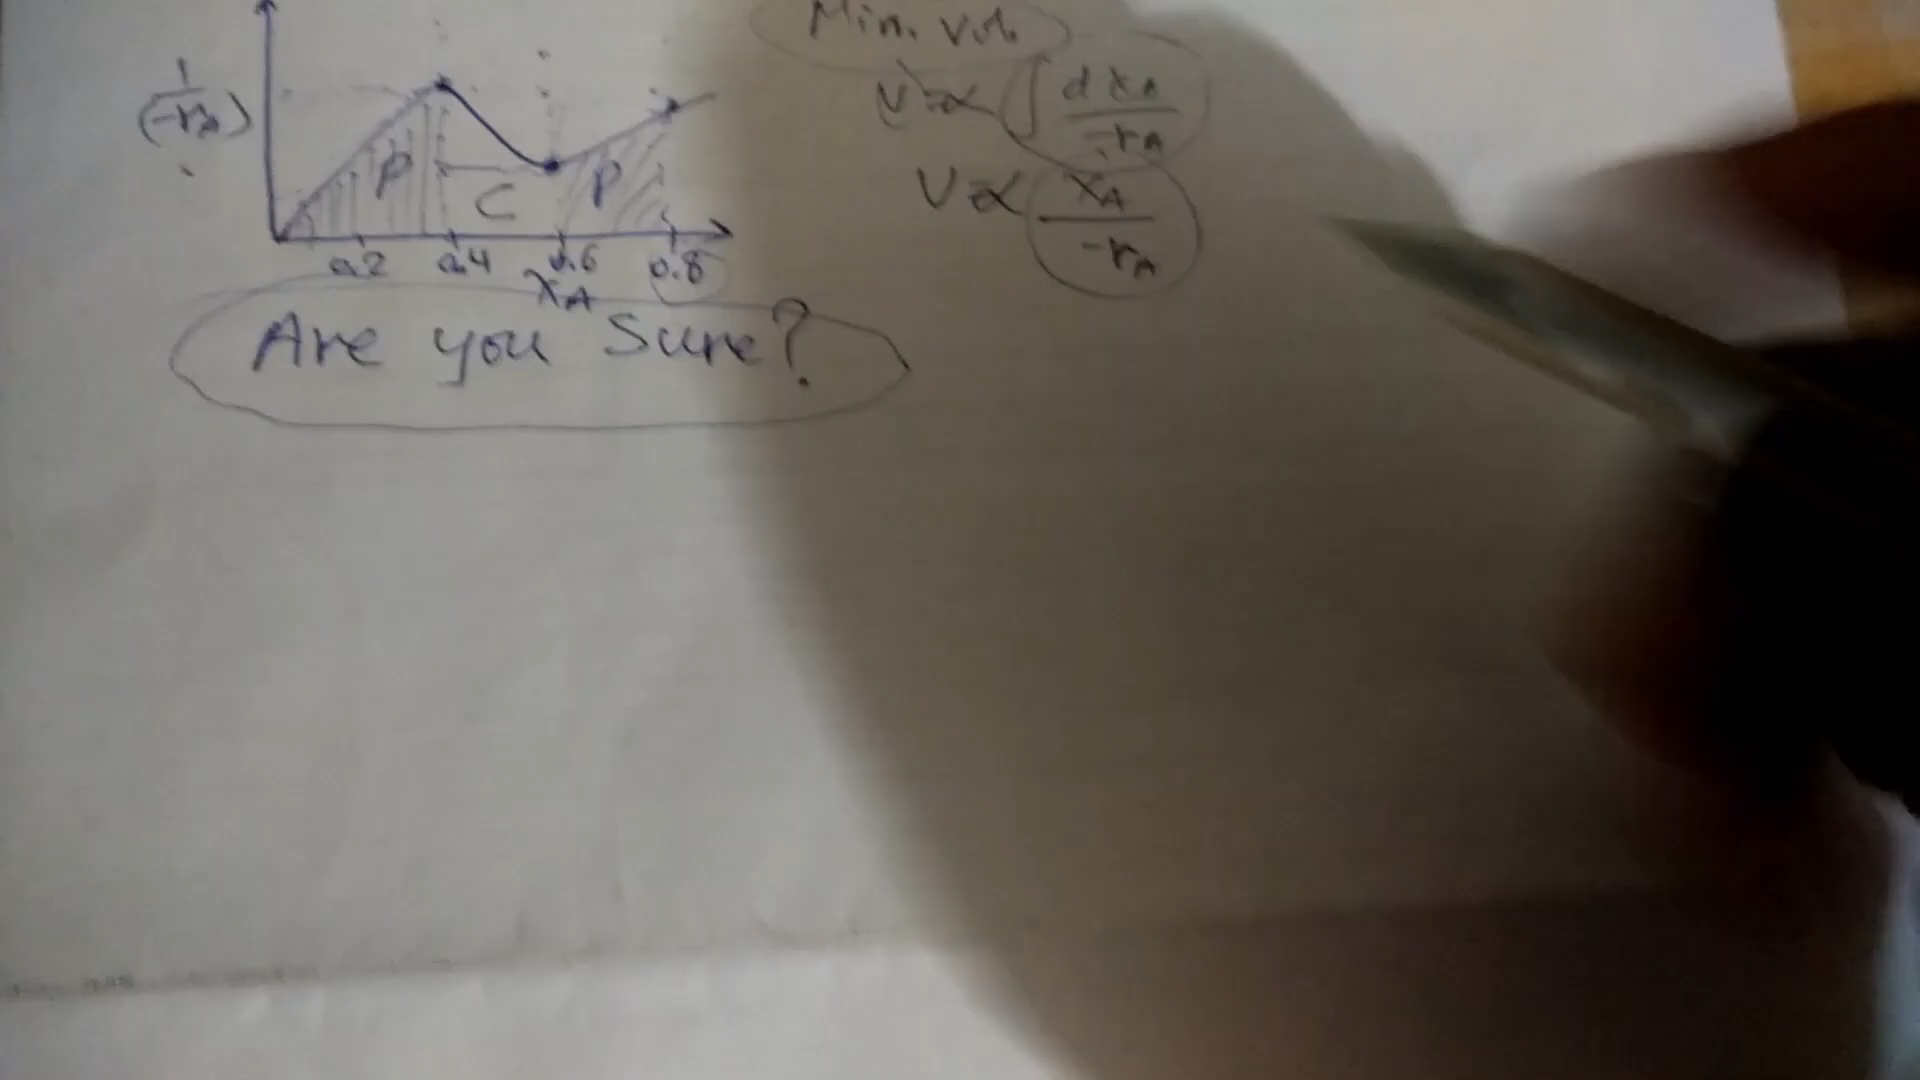 Min. vol.
1
(-rA)
V ∝ ∫ dXA
-rA
P
C
P
V ∝ XA
-rA
0.2 0.4 0.6 0.8
XA
Are you Sure?